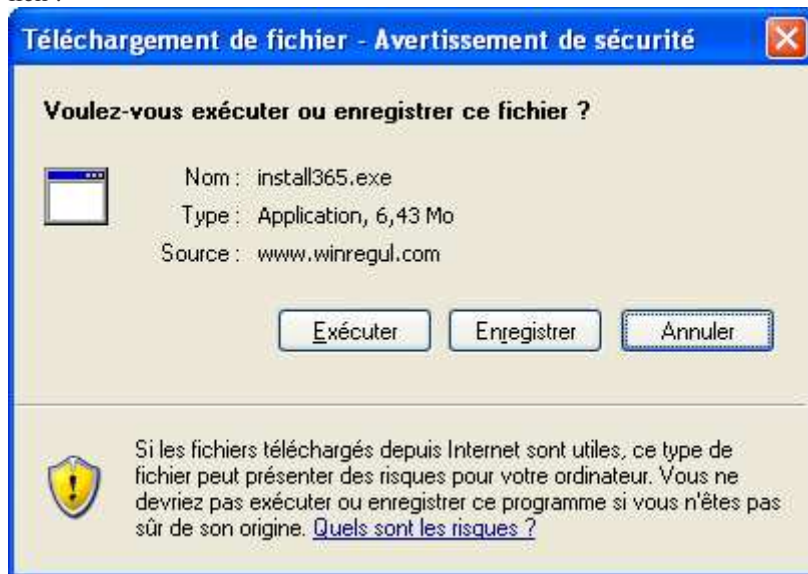 Téléchargement de fichier - Avertissement de sécurité
Voulez-vous exécuter ou enregistrer ce fichier ?
Nom : install365.exe
Type : Application, 6,43 Mo
Source : www.winregul.com
Exécuter Enregistrer Annuler
Si les fichiers téléchargés depuis Internet sont utiles, ce type de
fichier peut présenter des risques pour votre ordinateur. Vous ne
devriez pas exécuter ou enregistrer ce programme si vous n'êtes pas
sûr de son origine. Quels sont les risques ?